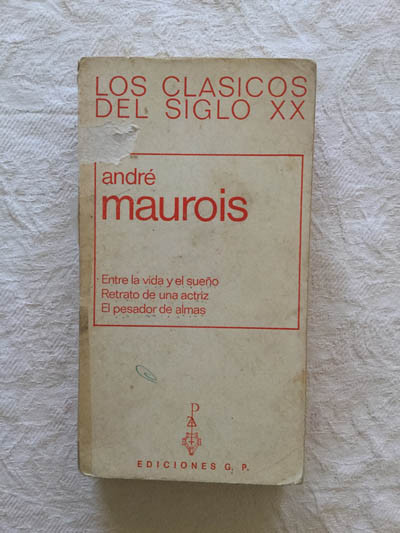 LOS CLASICOS
DEL SIGLO XX
andré
maurois
Entre la vida y el sueño
Retrato de una actriz
El pesador de almas
P
EDICIONES G. P.